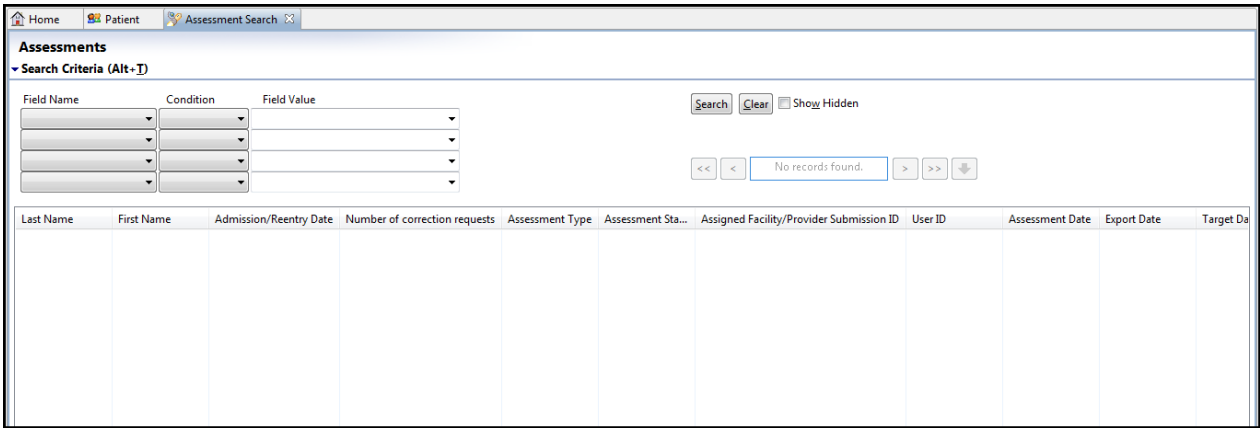 Home Patient Assessment Search
Assessments
Search Criteria (Alt+T)
Field Name Condition Field Value
Search Clear Show Hidden
<< < No records found. > >>
Last Name First Name Admission/Reentry Date Number of correction requests Assessment Type Assessment Sta... Assigned Facility/Provider Submission ID User ID Assessment Date Export Date Target Da